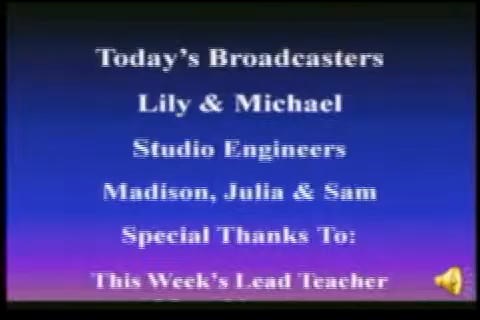 Today's Broadcasters
Lily & Michael
Studio Engineers
Madison, Julia & Sam
Special Thanks To:
This Week's Lead Teacher